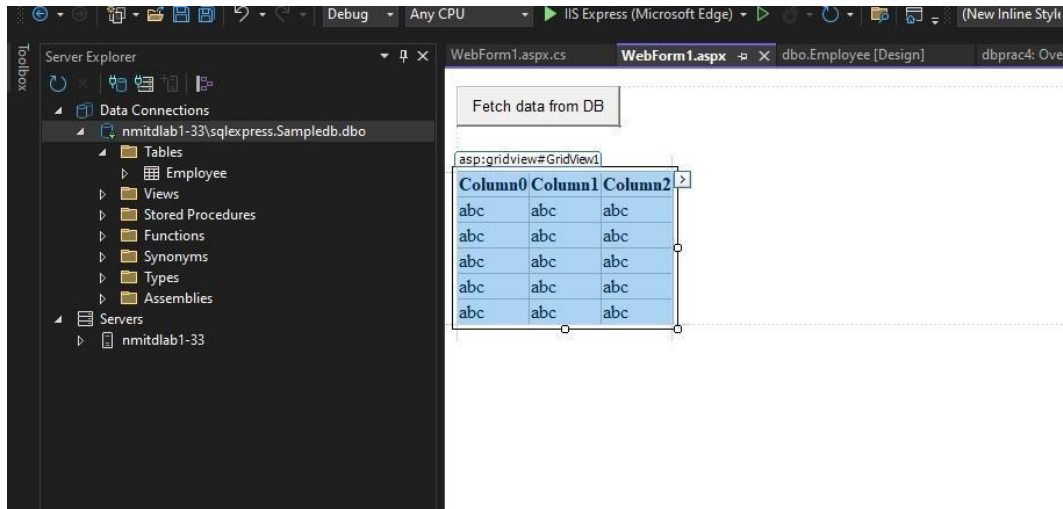 Debug Any CPU IIS Express (Microsoft Edge) (New Inline Style
Toolbox
Server Explorer
Data Connections
nmitdlab1-33\sqlexpress.Sampledb.dbo
Tables
Employee
Views
Stored Procedures
Functions
Synonyms
Types
Assemblies
Servers
nmitdlab1-33
WebForm1.aspx.cs WebForm1.aspx dbo.Employee [Design] dbprac4: Ove
Fetch data from DB
asp:gridview#GridView1
Column0 Column1 Column2
abc abc abc
abc abc abc
abc abc abc
abc abc abc
abc abc abc